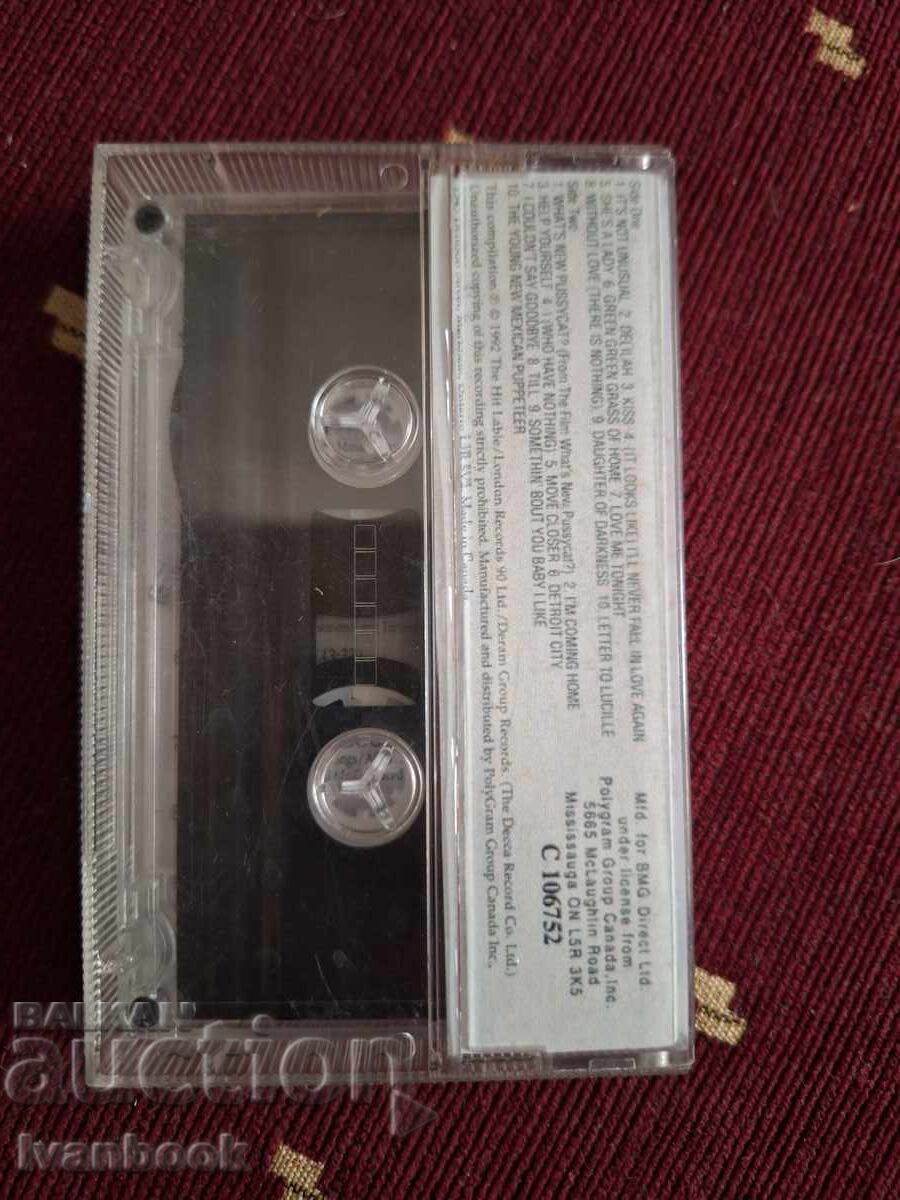 Side One
1. IT'S NOT UNUSUAL 2. DELILAH 3. KISS 4. (IT LOOKS LIKE) I'LL NEVER FALL IN LOVE AGAIN
5. SHE'S A LADY 6. GREEN GREEN GRASS OF HOME 7. LOVE ME TONIGHT
8. WITHOUT LOVE (THERE IS NOTHING) 9. DAUGHTER OF DARKNESS 10. LETTER TO LUCILLE
Side Two
1. WHAT'S NEW PUSSYCAT? (From The Film What's New Pussycat?) 2. I'M COMING HOME
3. HELP YOURSELF 4. I (WHO HAVE NOTHING) 5. MOVE CLOSER 6. DETROIT CITY
7. I COULDN'T SAY GOODBYE 8. TILL 9. SOMETHIN' BOUT YOU BABY I LIKE
10. THE YOUNG NEW MEXICAN PUPPETEER
This compilation ℗ © 1992 The Hit Lable/London Records 90 Ltd./Deram Group Records. (The Decca Record Co. Ltd.)
Unauthorized copying of this recording strictly prohibited. Manufactured and distributed by PolyGram Group Canada Inc.,
Made in Canada
Mfd. for BMG Direct Ltd.
under license from
Polygram Group Canada, Inc.
5665 McLaughlin Road
Mississauga ON L5R 3K5
C 106752
BALKAN
auction
Ivanbook